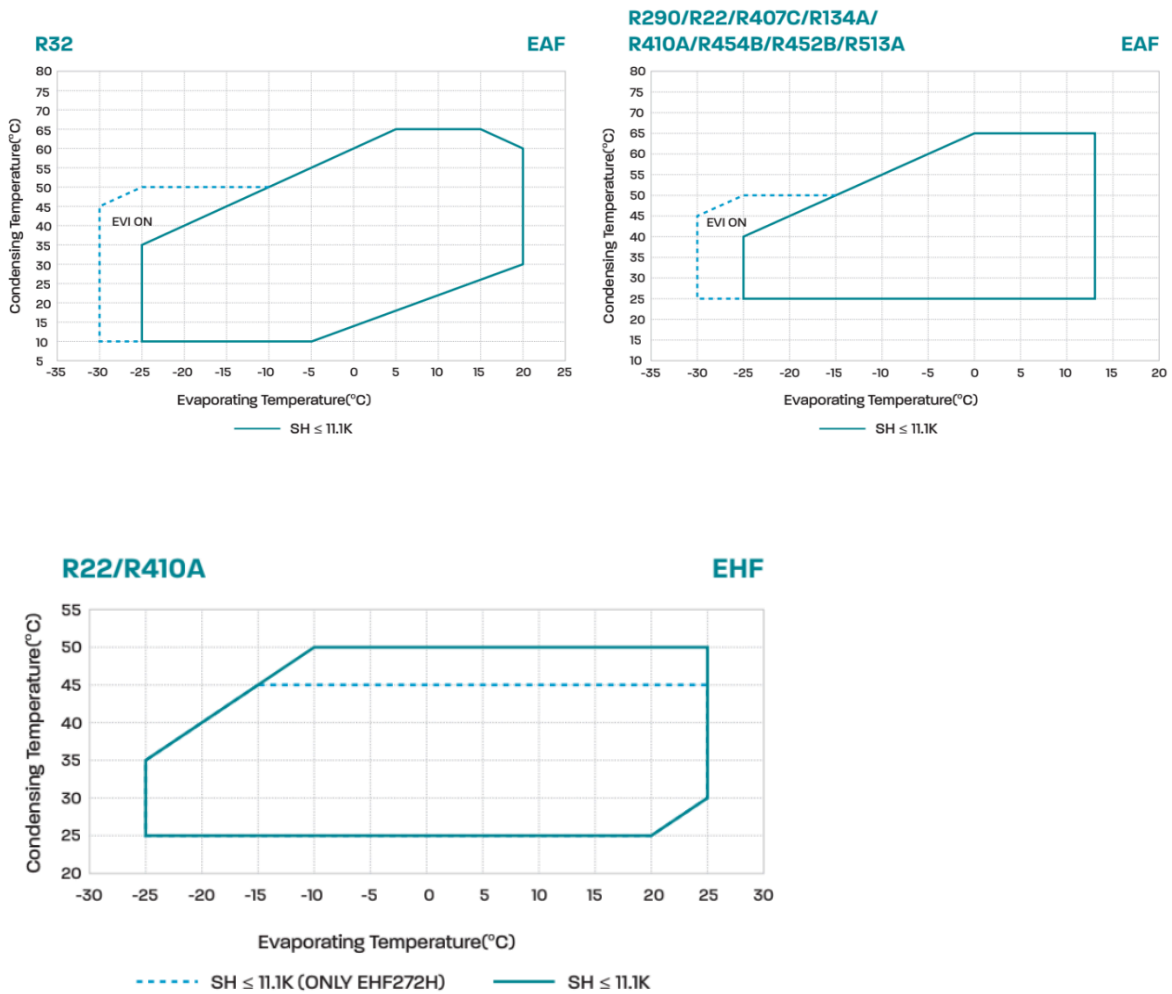 R32 EAF
80
75
70
65
60
55
50
45
40
35
30
25
20
15
10
5
Condensing Temperature(°C)
EVI ON
-35 -30 -25 -20 -15 -10 -5 0 5 10 15 20 25
Evaporating Temperature(°C)
SH ≤ 11.1K
R290/R22/R407C/R134A/
R410A/R454B/R452B/R513A EAF
80
75
70
65
60
55
50
45
40
35
30
25
20
15
10
Condensing Temperature(°C)
EVI ON
-35 -30 -25 -20 -15 -10 -5 0 5 10 15 20
Evaporating Temperature(°C)
SH ≤ 11.1K
R22/R410A EHF
55
50
45
40
35
30
25
20
Condensing Temperature(°C)
-30 -25 -20 -15 -10 -5 0 5 10 15 20 25 30
Evaporating Temperature(°C)
SH ≤ 11.1K (ONLY EHF272H) SH ≤ 11.1K